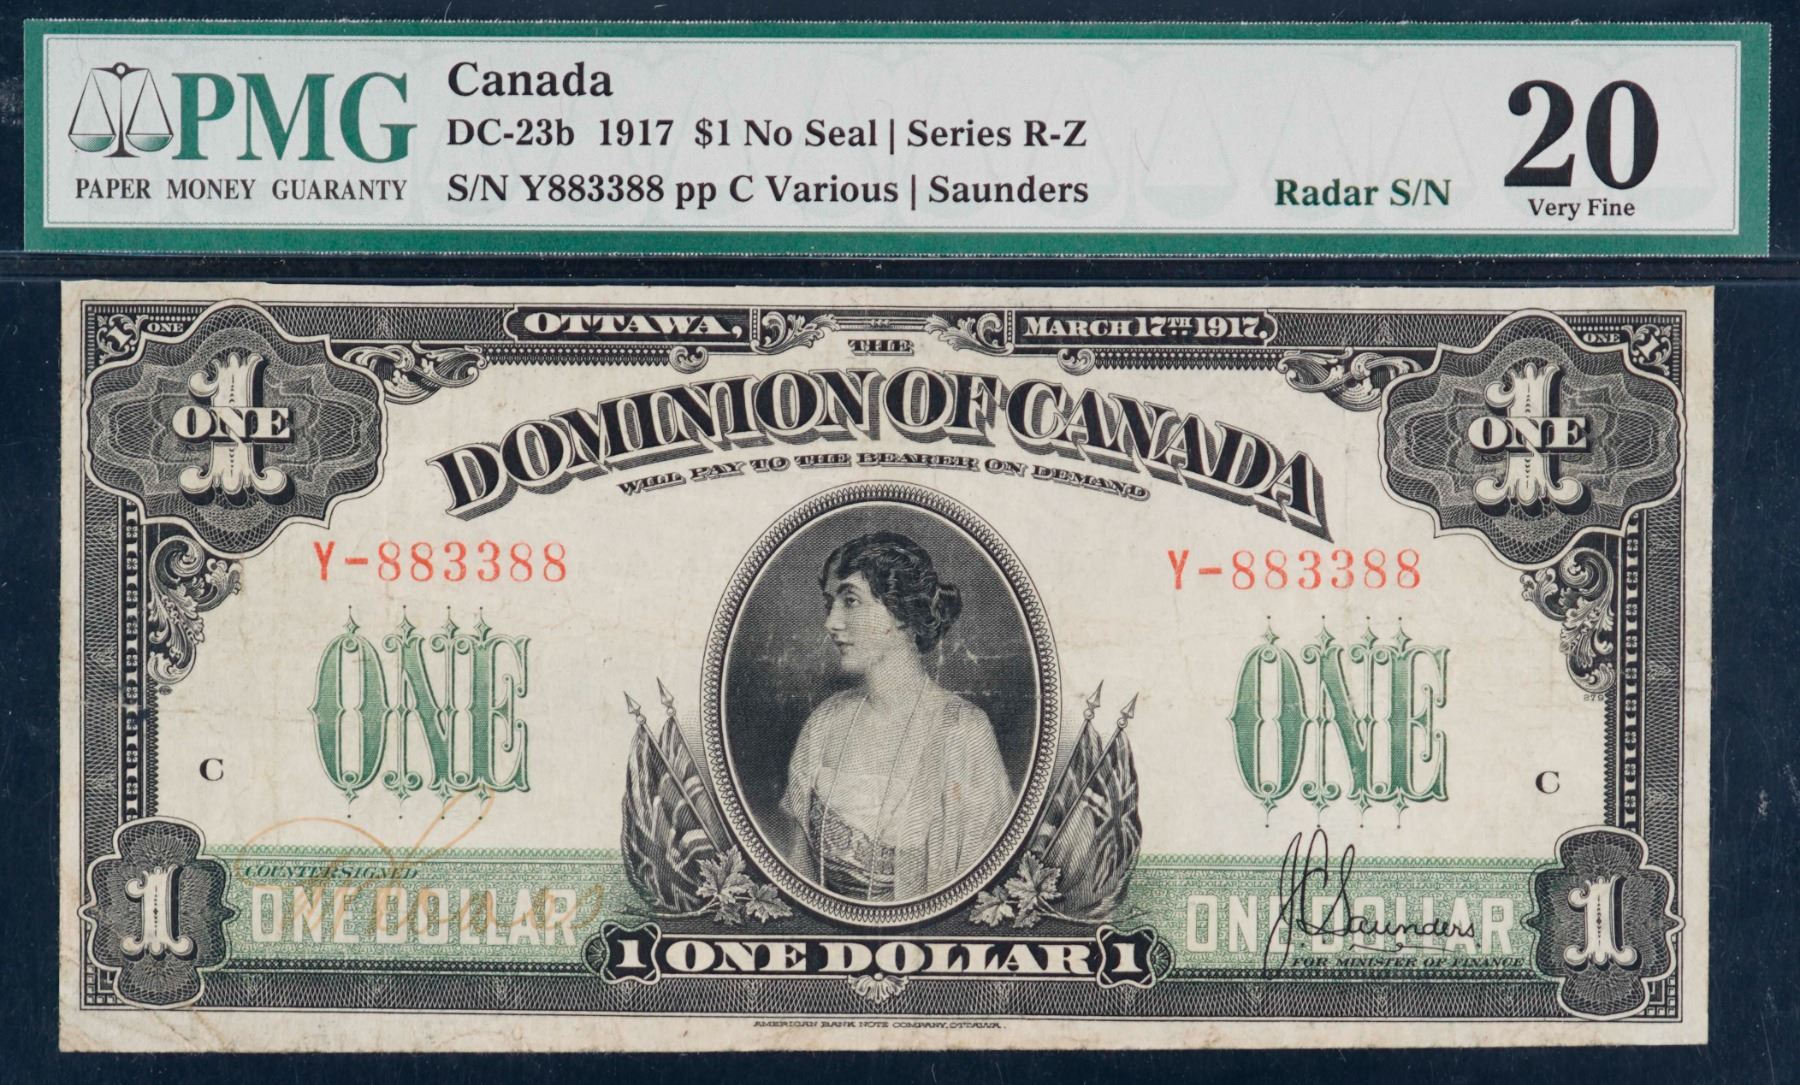 PMG
PAPER MONEY GUARANTY
Canada
DC-23b 1917 $1 No Seal | Series R-Z
S/N Y883388 pp C Various | Saunders
Radar S/N
20
Very Fine
ONE OTTAWA, MARCH 17TH 1917. ONE
THE
DOMINION OF CANADA
WILL PAY TO THE BEARER ON DEMAND
1 ONE 1 ONE
Y-883388 Y-883388
ONE ONE
C C
COUNTERSIGNED
ONE DOLLAR ONE DOLLAR
J.C. Saunders.
FOR MINISTER OF FINANCE
1 1 ONE DOLLAR 1 1
AMERICAN BANK NOTE COMPANY, OTTAWA.